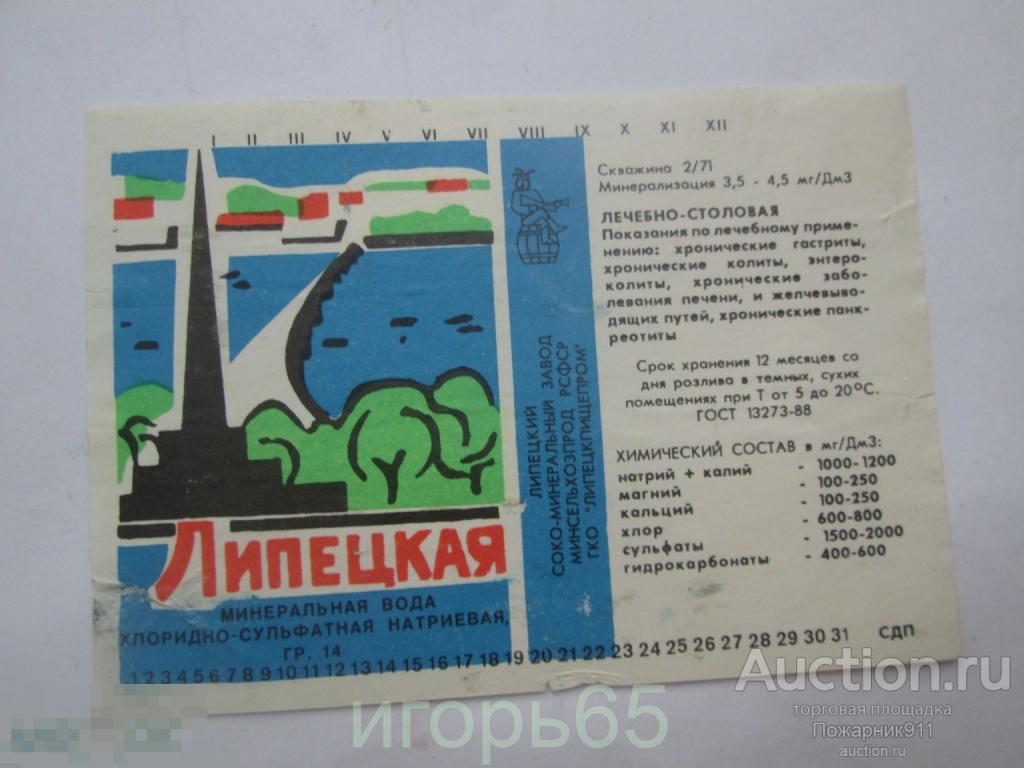 I II III IV V VI VII VIII IX X XI XII
Скважина 2/71
Минерализация 3,5 - 4,5 мг/Дм3
ЛЕЧЕБНО-СТОЛОВАЯ
Показания по лечебному приме-
нению: хронические гастриты,
хронические колиты, энтеро-
колиты, хронические забо-
левания печени, и желчевыво-
дящих путей, хронические панк-
реотиты
Срок хранения 12 месяцев со
дня розлива в темных, сухих
помещениях при Т от 5 до 20°С.
ГОСТ 13273-88
ХИМИЧЕСКИЙ СОСТАВ в мг/Дм3:
натрий + калий - 1000-1200
магний - 100-250
кальций - 100-250
хлор - 600-800
сульфаты - 1500-2000
гидрокарбонаты - 400-600
ЛИПЕЦКИЙ
СОКО-МИНЕРАЛЬНЫЙ ЗАВОД
МИНСЕЛЬХОЗПРОД РСФСР
ГКО "ЛИПЕЦКПИЩЕПРОМ"
ЛИПЕЦКАЯ
МИНЕРАЛЬНАЯ ВОДА
ХЛОРИДНО-СУЛЬФАТНАЯ НАТРИЕВАЯ,
ГР. 14
1 2 3 4 5 6 7 8 9 10 11 12 13 14 15 16 17 18 19 20 21 22 23 24 25 26 27 28 29 30 31 СДП
игорь65
Auction.ru
торговая площадка
Пожарник911
auction.ru